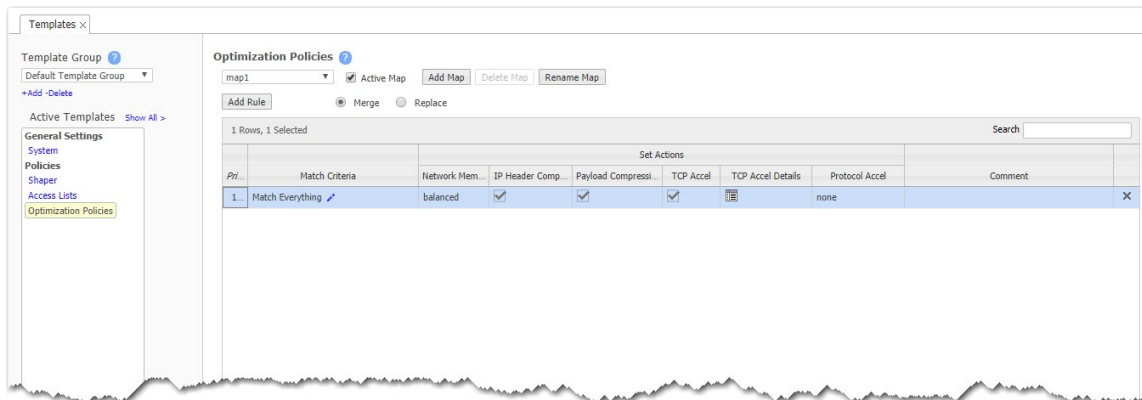 Templates ×
Template Group ?
Default Template Group ▼
+Add -Delete
Active Templates Show All >
General Settings
System
Policies
Shaper
Access Lists
Optimization Policies
Optimization Policies ?
map1 ▼ Active Map Add Map Delete Map Rename Map
Add Rule Merge Replace
1 Rows, 1 Selected Search
Set Actions
Pri... Match Criteria Network Mem... IP Header Comp... Payload Compressi... TCP Accel TCP Accel Details Protocol Accel Comment
1... Match Everything balanced none ×